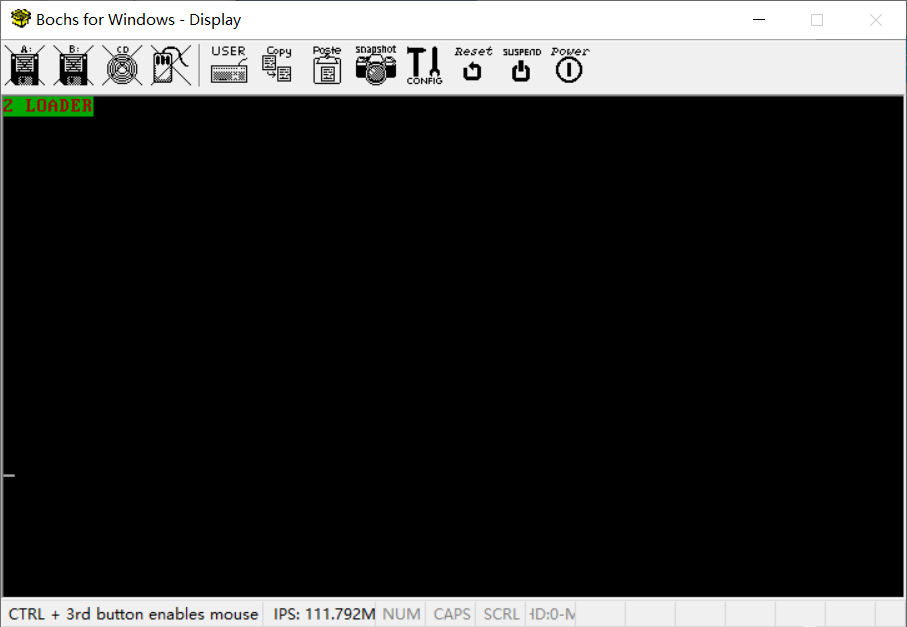 Bochs for Windows - Display
A: B: CD USER Copy Paste snapshot CONFIG Reset SUSPEND Power
2 LOADER
CTRL + 3rd button enables mouse IPS: 111.792M NUM CAPS SCRL HD:0-M